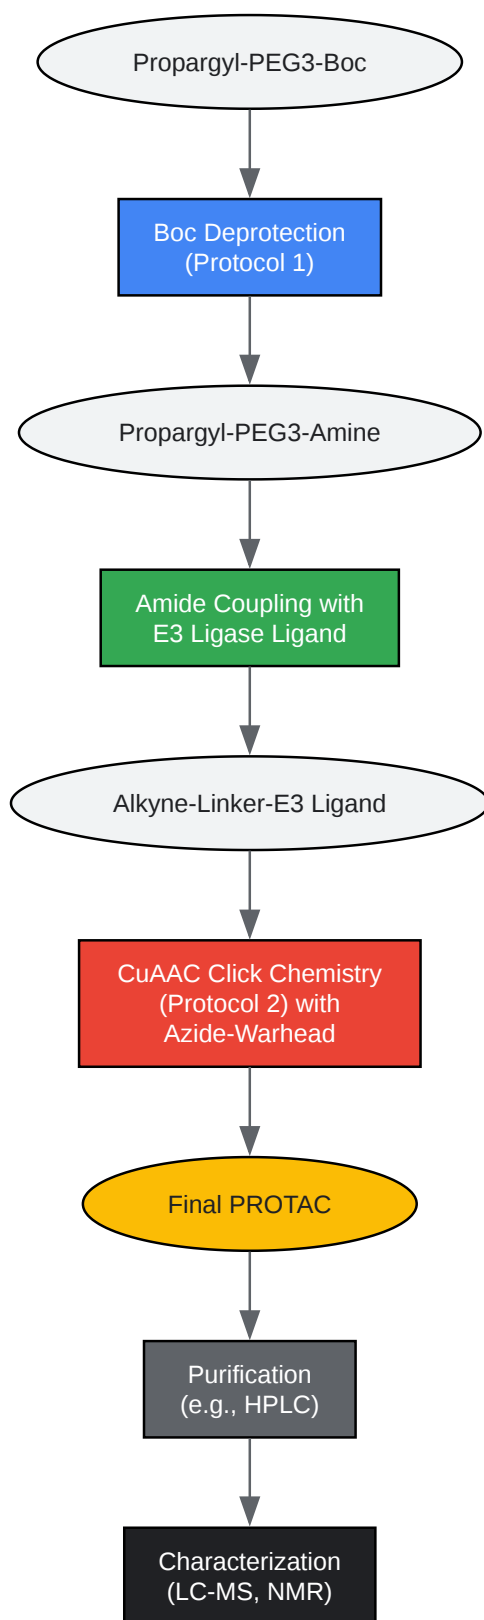 Propargyl-PEG3-Boc
Boc Deprotection
(Protocol 1)
Propargyl-PEG3-Amine
Amide Coupling with
E3 Ligase Ligand
Alkyne-Linker-E3 Ligand
CuAAC Click Chemistry
(Protocol 2) with
Azide-Warhead
Final PROTAC
Purification
(e.g., HPLC)
Characterization
(LC-MS, NMR)